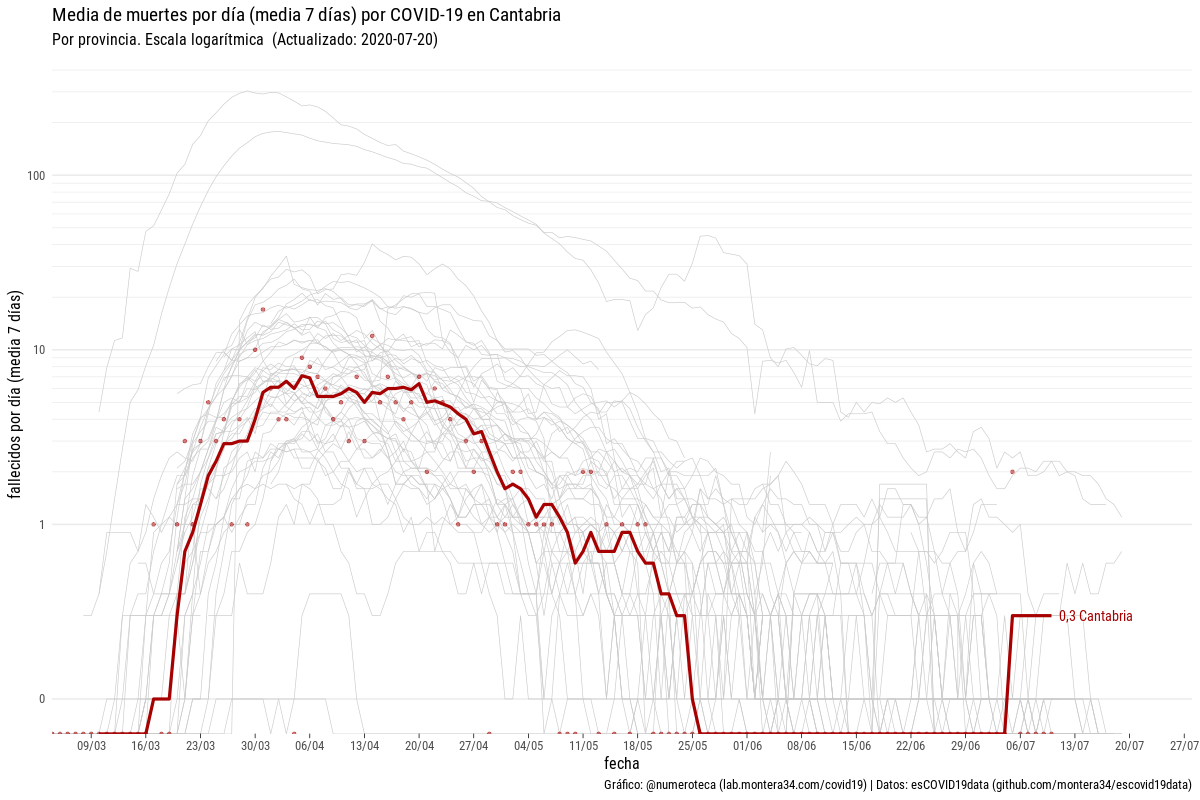 Media de muertes por día (media 7 días) por COVID-19 en Cantabria
Por provincia. Escala logarítmica  (Actualizado: 2020-07-20)
fallecidos por día (media  7 días)
100
10
1
0
0,3 Cantabria
09/03 16/03 23/03 30/03 06/04 13/04 20/04 27/04 04/05 11/05 18/05 25/05 01/06 08/06 15/06 22/06 29/06 06/07 13/07 20/07 27/07
fecha
Gráfico: @numeroteca (lab.montera34.com/covid19) | Datos: esCOVID19data (github.com/montera34/escovid19data)